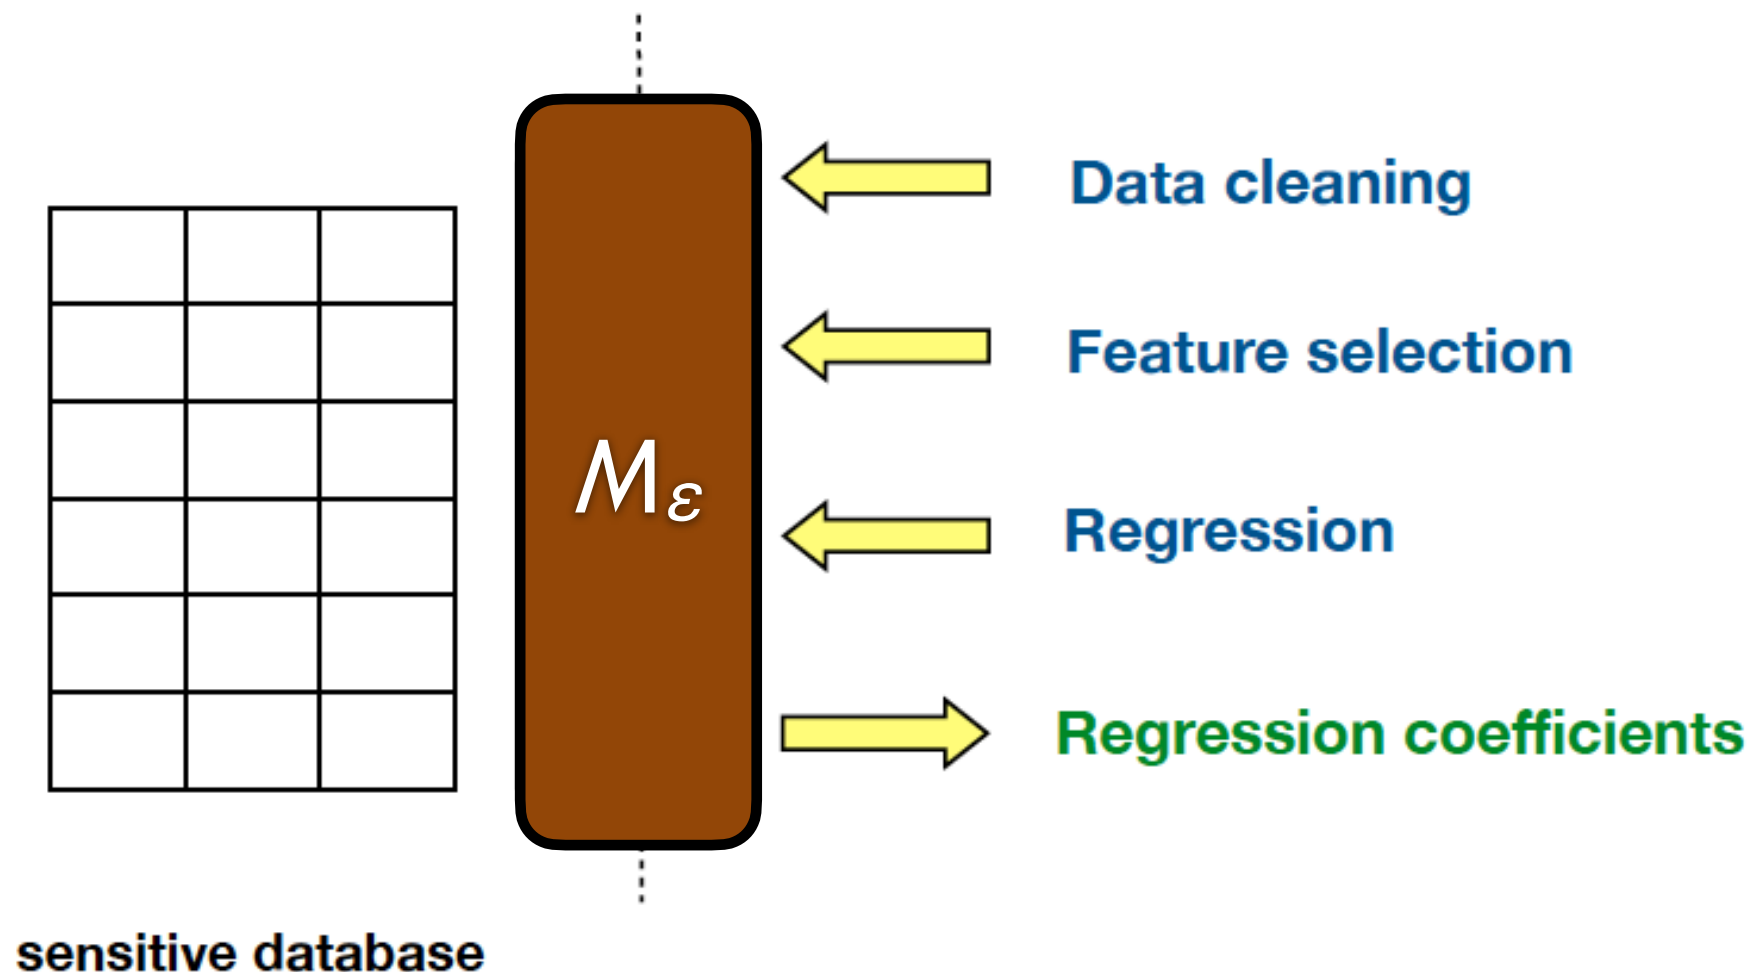 Data cleaning
Feature selection
Mε
Regression
Regression coefficients
sensitive database